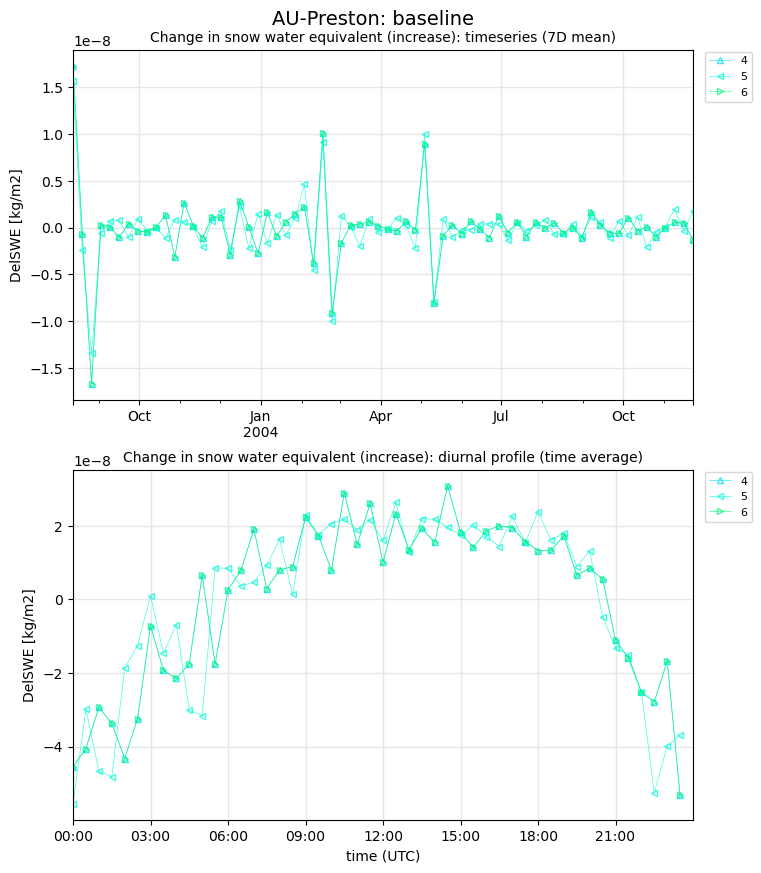 AU-Preston: baseline
Change in snow water equivalent (increase): timeseries (7D mean)
1e−8
4
5
6
1.5
1.0
0.5
0.0
−0.5
−1.0
−1.5
DelSWE [kg/m2]
Oct
Jan
2004
Apr
Jul
Oct
Change in snow water equivalent (increase): diurnal profile (time average)
1e−8
4
5
6
2
0
−2
−4
DelSWE [kg/m2]
00:00
03:00
06:00
09:00
12:00
15:00
18:00
21:00
time (UTC)